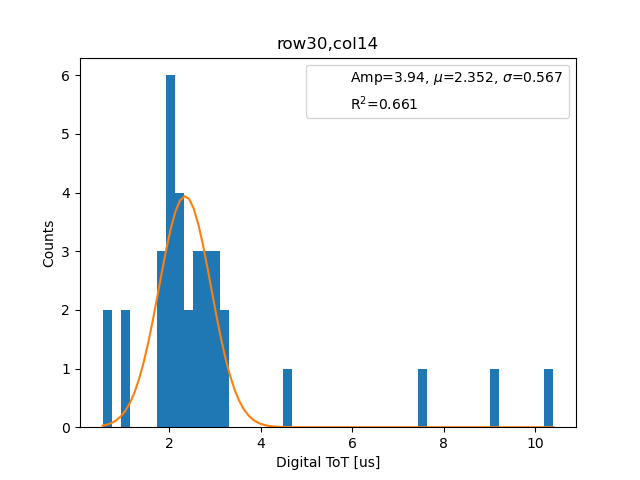 row30,col14
Amp=3.94, μ=2.352, σ=0.567
R²=0.661
Counts
6
5
4
3
2
1
0
2 4 6 8 10
Digital ToT [us]